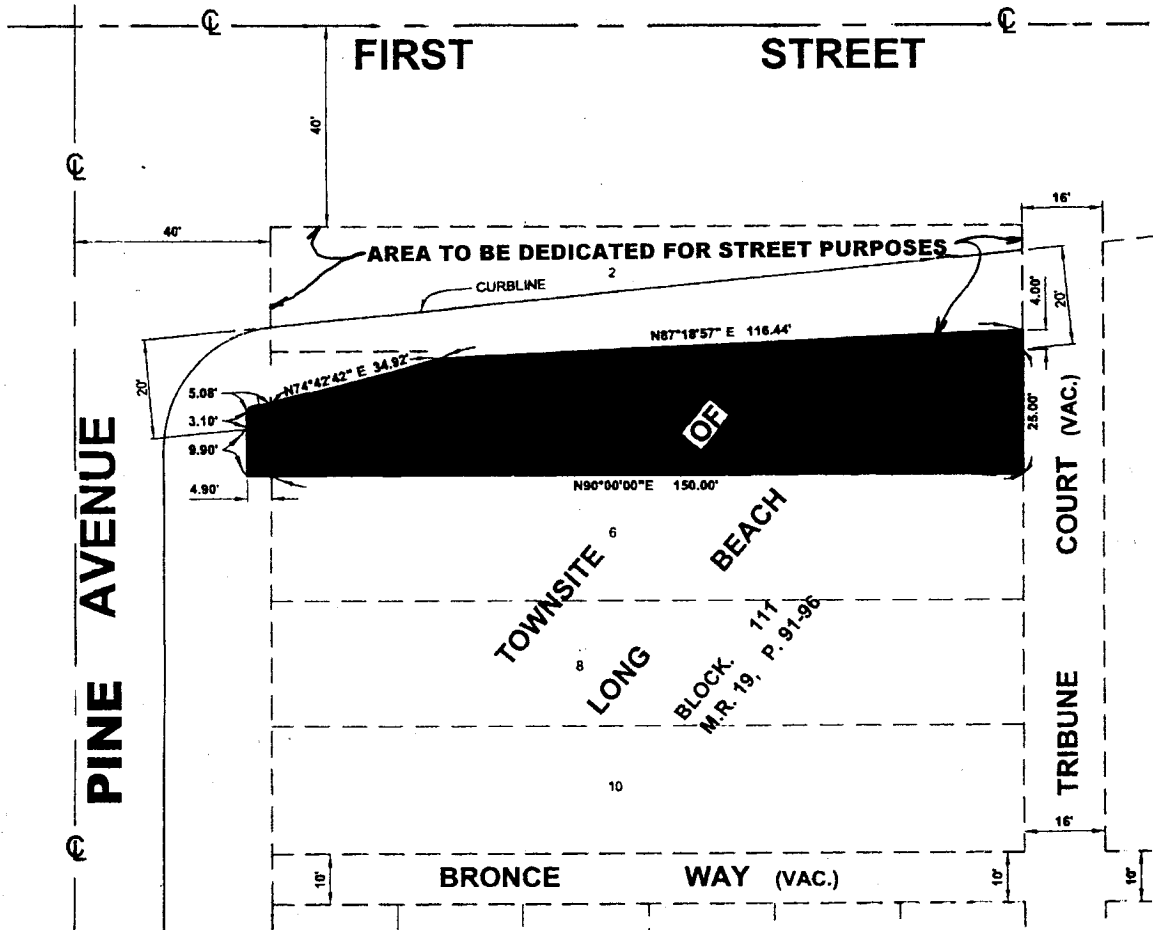 ℄
℄
FIRST STREET
40'
℄
16'
40'
AREA TO BE DEDICATED FOR STREET PURPOSES
2
CURBLINE
4.00'
20'
N87°18'57" E 116.44'
20'
N74°42'42" E 34.92'
5.08'
3.10'
9.90'
OF
25.00'
4.90'
N90°00'00"E 150.00'
PINE AVENUE
COURT (VAC.)
6
TOWNSITE
BEACH
8
LONG
BLOCK. 111
M.R. 19, P. 91-96
TRIBUNE
10
16'
℄
10'
BRONCE WAY (VAC.)
10'
10'